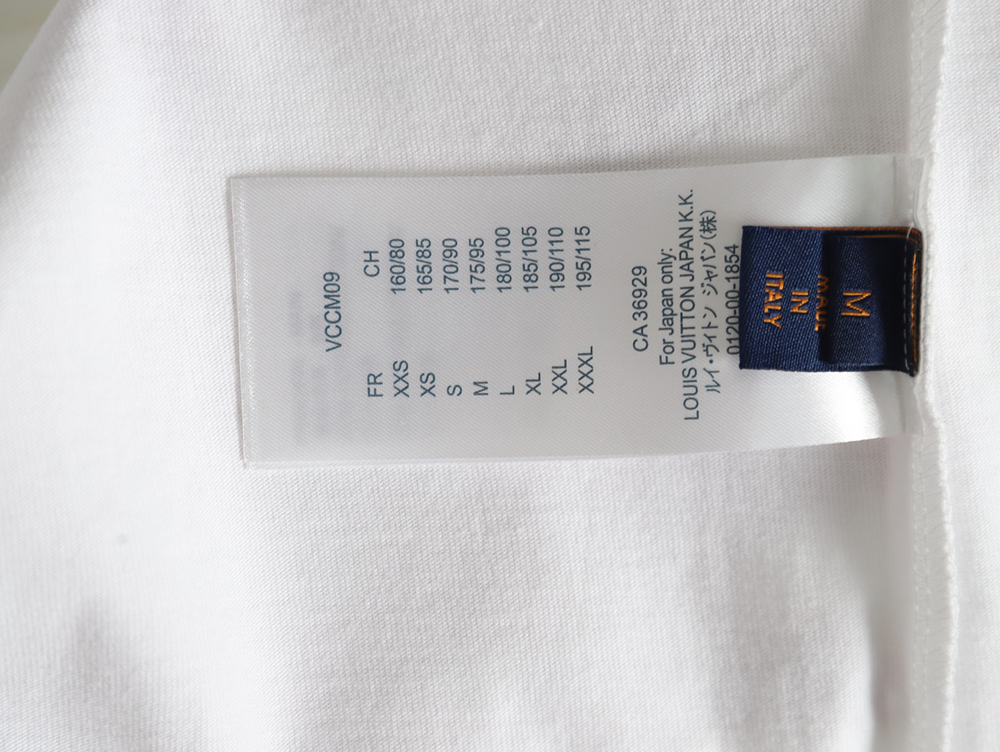 VCCM09
FR CH
XXS 160/80
XS 165/85
S 170/90
M 175/95
L 180/100
XL 185/105
XXL 190/110
XXXL 195/115
CA 36929
For Japan only:
LOUIS VUITTON JAPAN K.K.
ルイ・ヴィトン ジャパン(株)
0120-00-1854
M
MADE
IN
ITALY